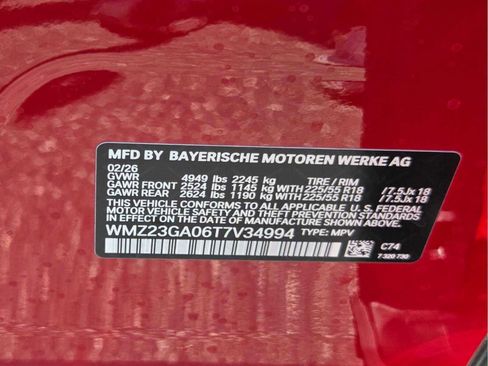 MFD BY BAYERISCHE MOTOREN WERKE AG
02/26
GVWR 4949 lbs 2245 kg TIRE / RIM
GAWR FRONT 2524 lbs 1145 kg WITH 225/55 R18 /7.5Jx 18
GAWR REAR 2624 lbs 1190 kg WITH 225/55 R18 /7.5Jx 18
THIS VEHICLE CONFORMS TO ALL APPLICABLE U. S. FEDERAL
MOTOR VEHICLE SAFETY AND THEFT PREVENTION STANDARDS IN
EFFECT ON THE DATE OF MANUFACTURE SHOWN ABOVE.
WMZ23GA06T7V34994 TYPE: MPV C74
7 320 730